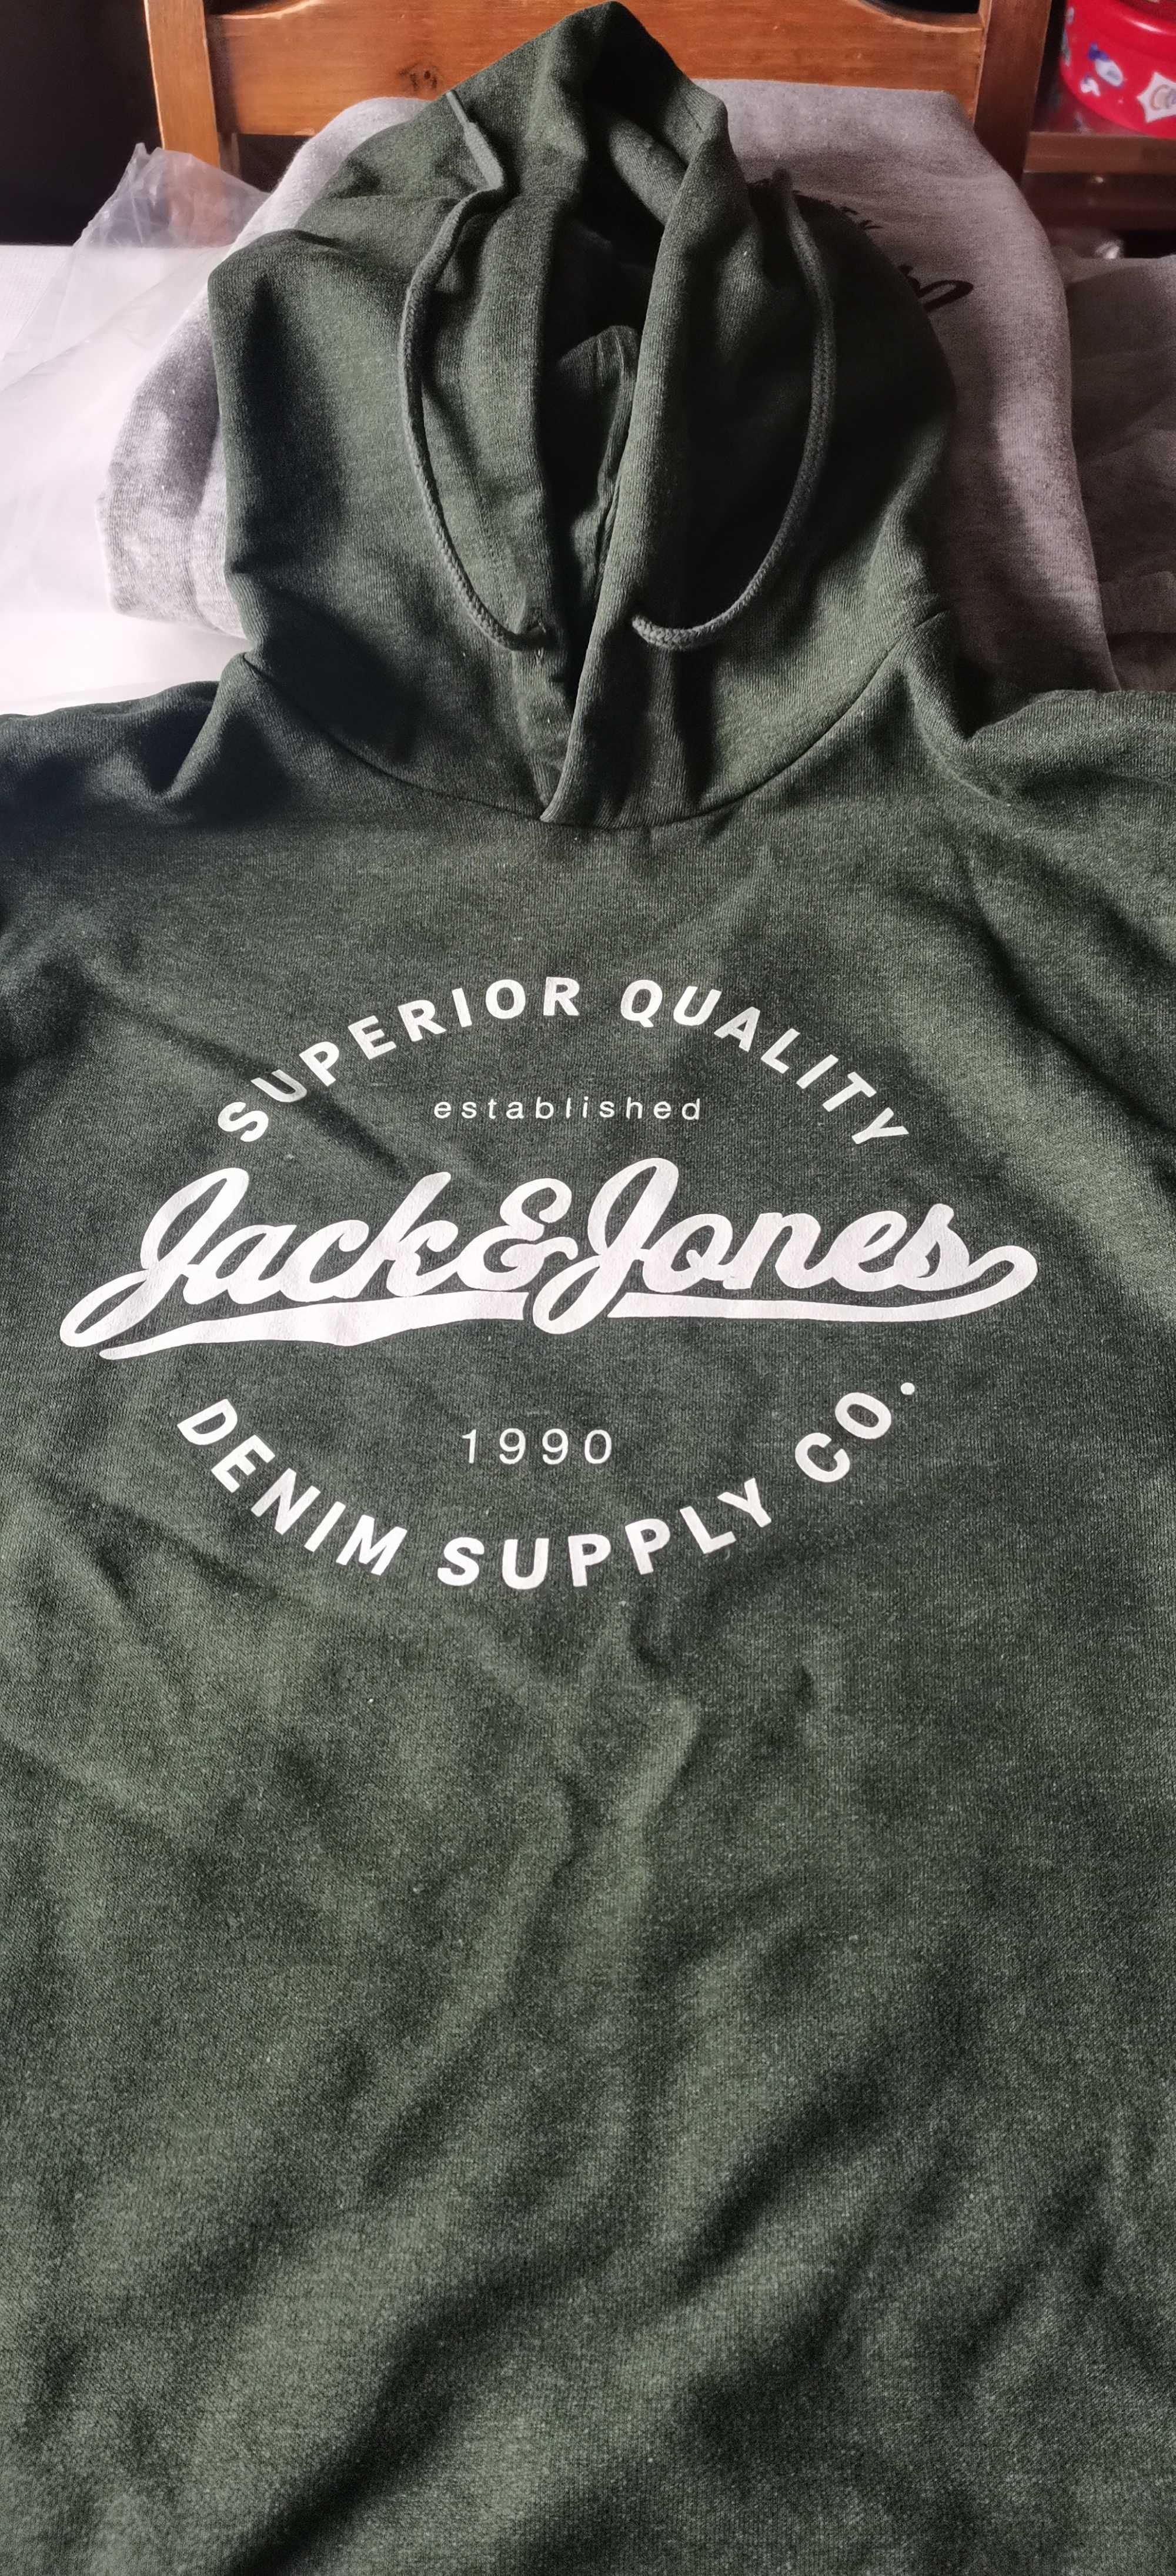 SUPERIOR QUALITY
established
Jack&Jones
1990
DENIM SUPPLY CO.